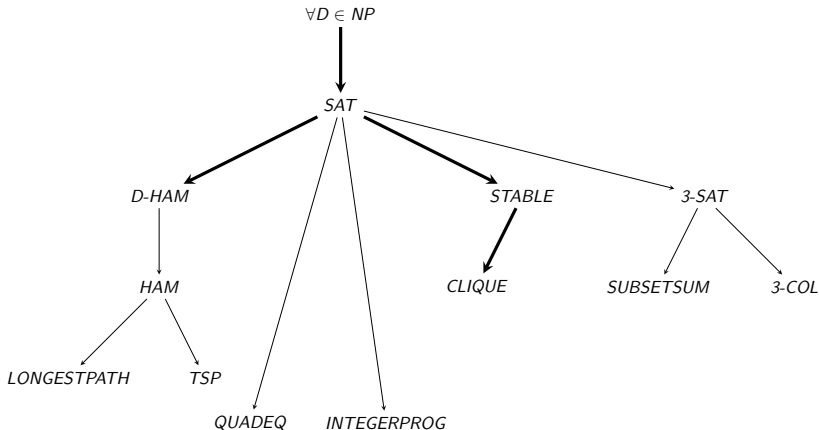 ∀D ∈ NP
SAT
D-HAM STABLE 3-SAT
HAM CLIQUE SUBSETSUM 3-COL
LONGESTPATH TSP
QUADEQ INTEGERPROG